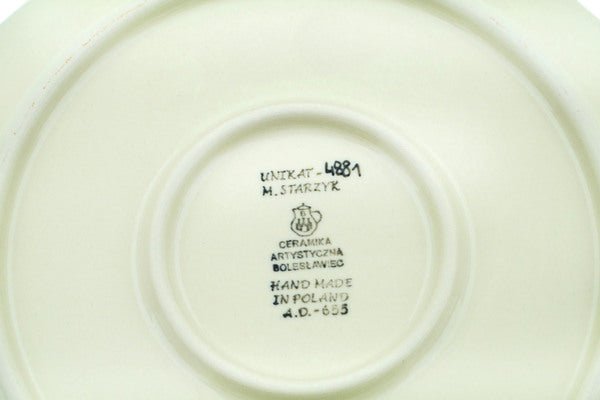 UNIKAT-4881
M. STARZYK
B
CERAMIKA
ARTYSTYCZNA
BOLESŁAWIEC
HAND MADE
IN POLAND
A.D.-655